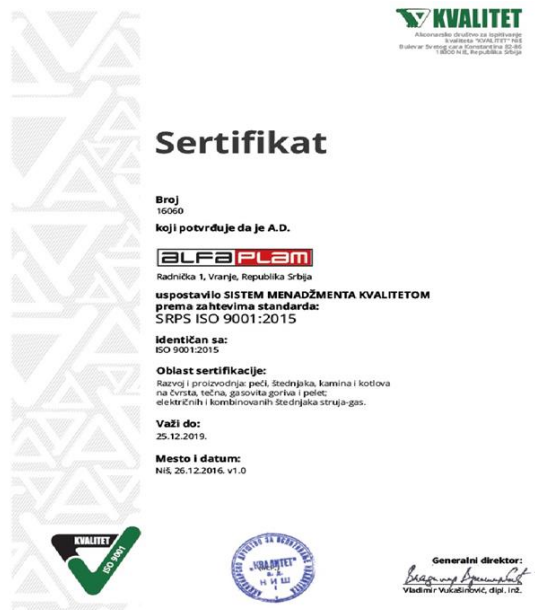 KVALITET
Akcionarsko društvo za ispitivanje
kvaliteta "KVALITET" Niš
Bulevar Svetog cara Konstantina 82-86
18000 Niš, Republika Srbija
Sertifikat
Broj
16060
koji potvrđuje da je A.D.
ALFA PLAM
Radnička 1, Vranje, Republika Srbija
uspostavilo SISTEM MENADŽMENTA KVALITETOM
prema zahtevima standarda:
SRPS ISO 9001:2015
identičan sa:
ISO 9001:2015
Oblast sertifikacije:
Razvoj i proizvodnja: peći, štednjaka, kamina i kotlova
na čvrsta, tečna, gasovita goriva i pelet;
električnih i kombinovanih štednjaka struja-gas.
Važi do:
25.12.2019.
Mesto i datum:
Niš, 26.12.2016. v1.0
KVALITET
ISO 9001
"КВАЛИТЕТ"
а. д.
НИШ
Generalni direktor:
Vladimir Vukašinović, dipl. inž.